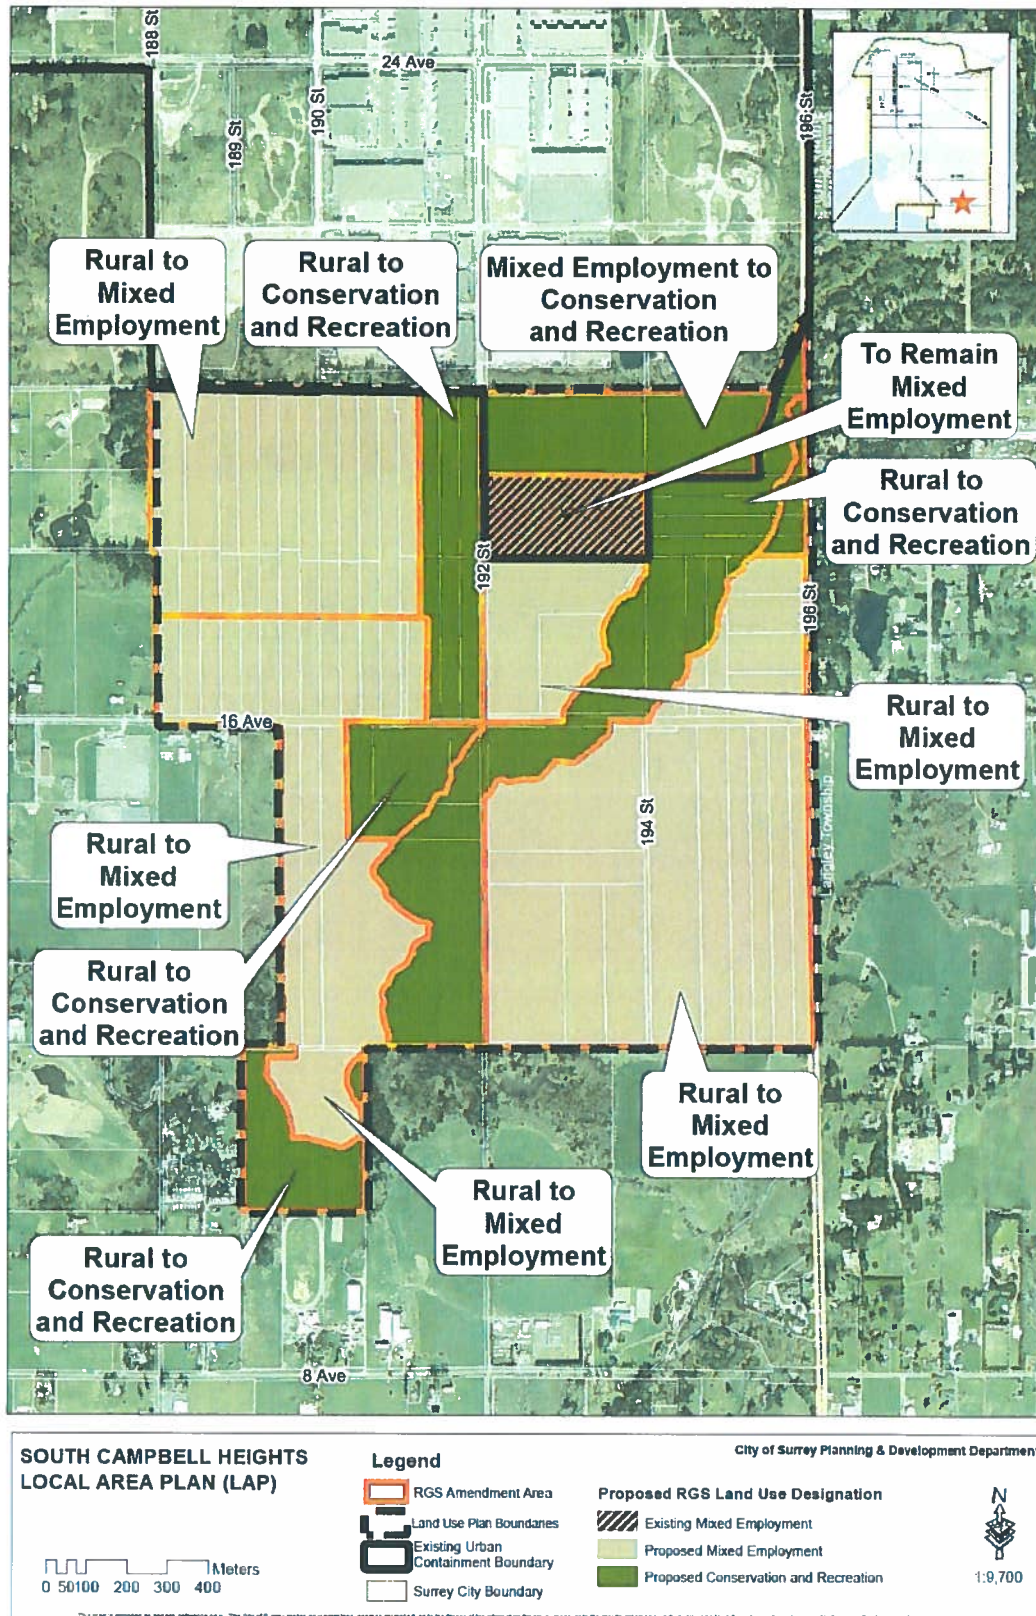 188 St
24 Ave
190 St
189 St
196 St
Rural to
Mixed
Employment
Rural to
Conservation
and Recreation
Mixed Employment to
Conservation
and Recreation
To Remain
Mixed
Employment
Rural to
Conservation
and Recreation
192 St
196 St
Rural to
Mixed
Employment
16 Ave
194 St
Langley Township
Rural to
Mixed
Employment
Rural to
Conservation
and Recreation
Rural to
Mixed
Employment
Rural to
Mixed
Employment
Rural to
Conservation
and Recreation
8 Ave
SOUTH CAMPBELL HEIGHTS
LOCAL AREA PLAN (LAP)
Meters
0 50100 200 300 400
Legend
RGS Amendment Area
Land Use Plan Boundaries
Existing Urban
Containment Boundary
Surrey City Boundary
City of Surrey Planning & Development Department
Proposed RGS Land Use Designation
Existing Mixed Employment
Proposed Mixed Employment
Proposed Conservation and Recreation
N
1:9,700